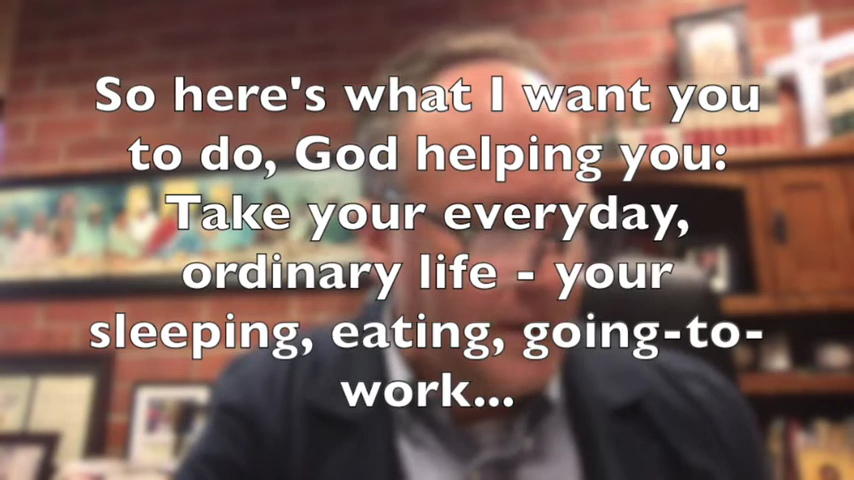 So here's what I want you
to do, God helping you:
Take your everyday,
ordinary life - your
sleeping, eating, going-to-
work...